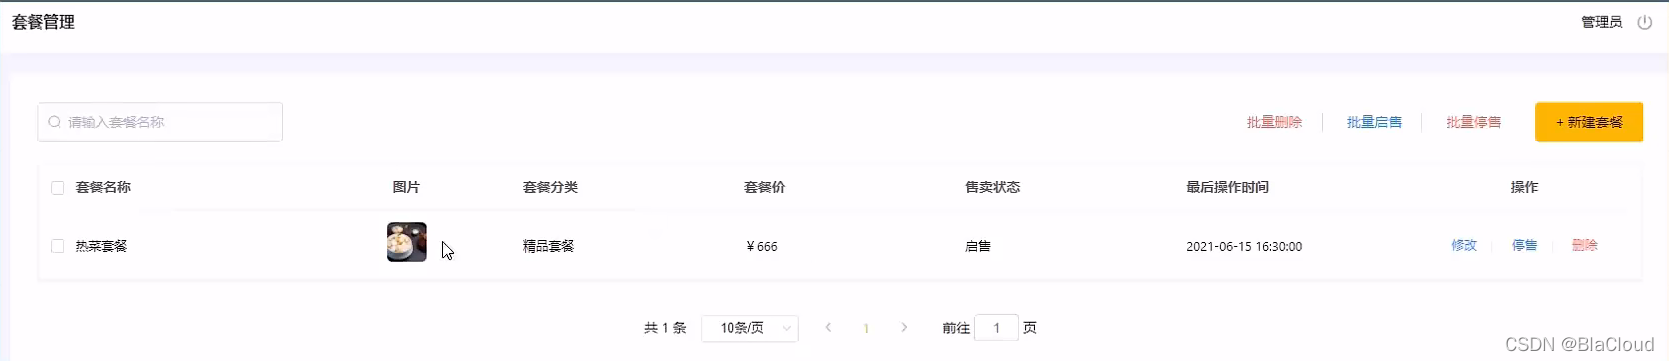 套餐管理 管理员
请输入套餐名称 批量删除 批量启售 批量停售 + 新建套餐
套餐名称 图片 套餐分类 套餐价 售卖状态 最后操作时间 操作
热菜套餐 精品套餐 ￥666 启售 2021-06-15 16:30:00 修改 停售 删除
共 1 条 10条/页 1 前往 1 页
CSDN @BlaCloud